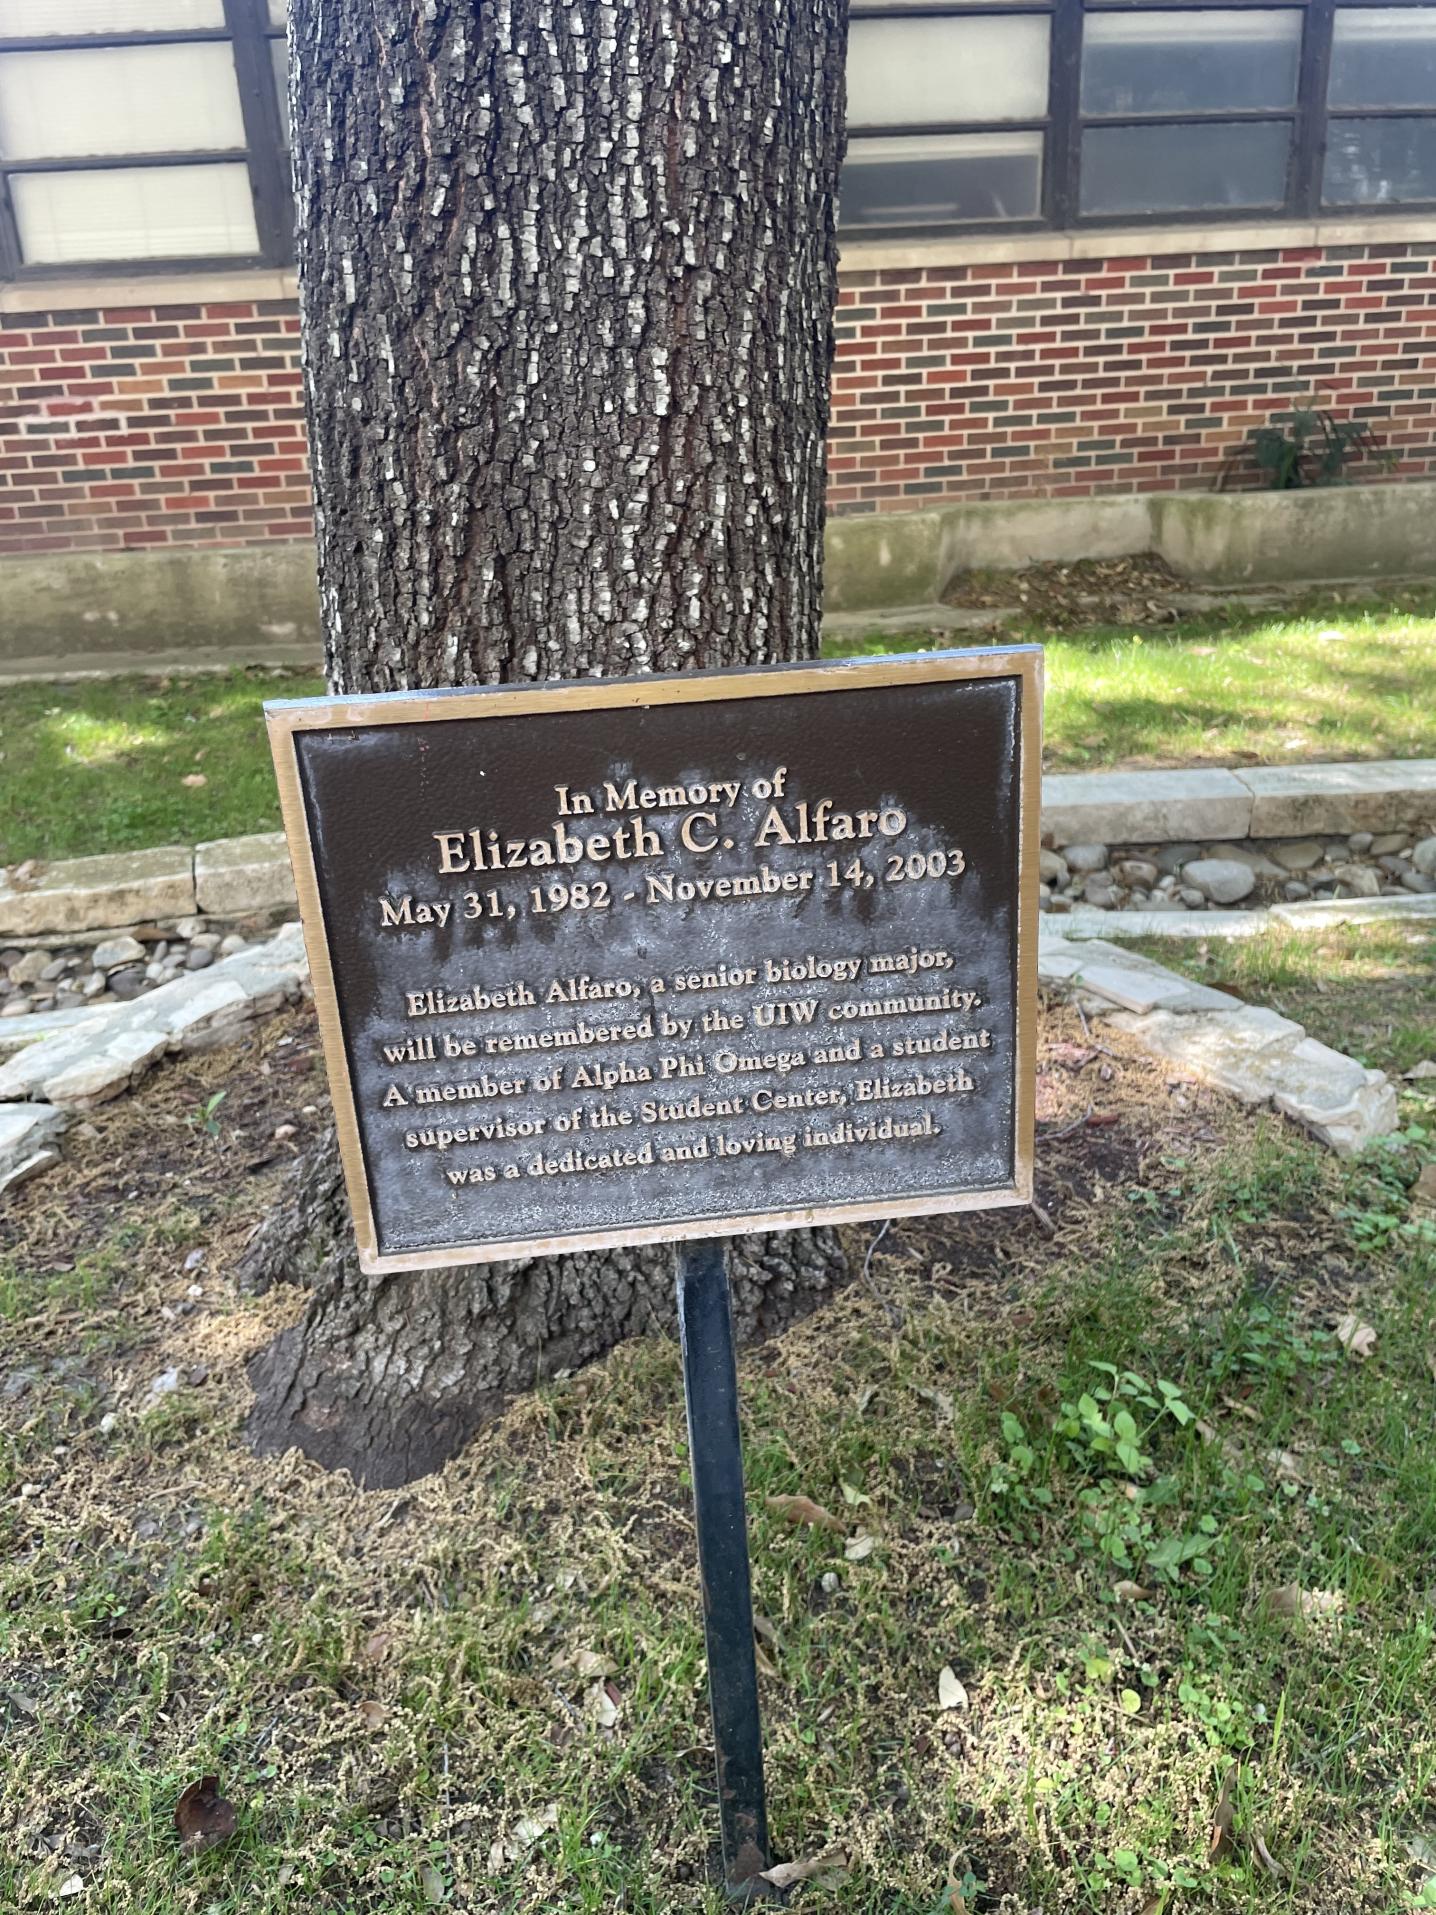 In Memory of
Elizabeth C. Alfaro
May 31, 1982 - November 14, 2003
Elizabeth Alfaro, a senior biology major,
will be remembered by the UIW community.
A member of Alpha Phi Omega and a student
supervisor of the Student Center, Elizabeth
was a dedicated and loving individual.